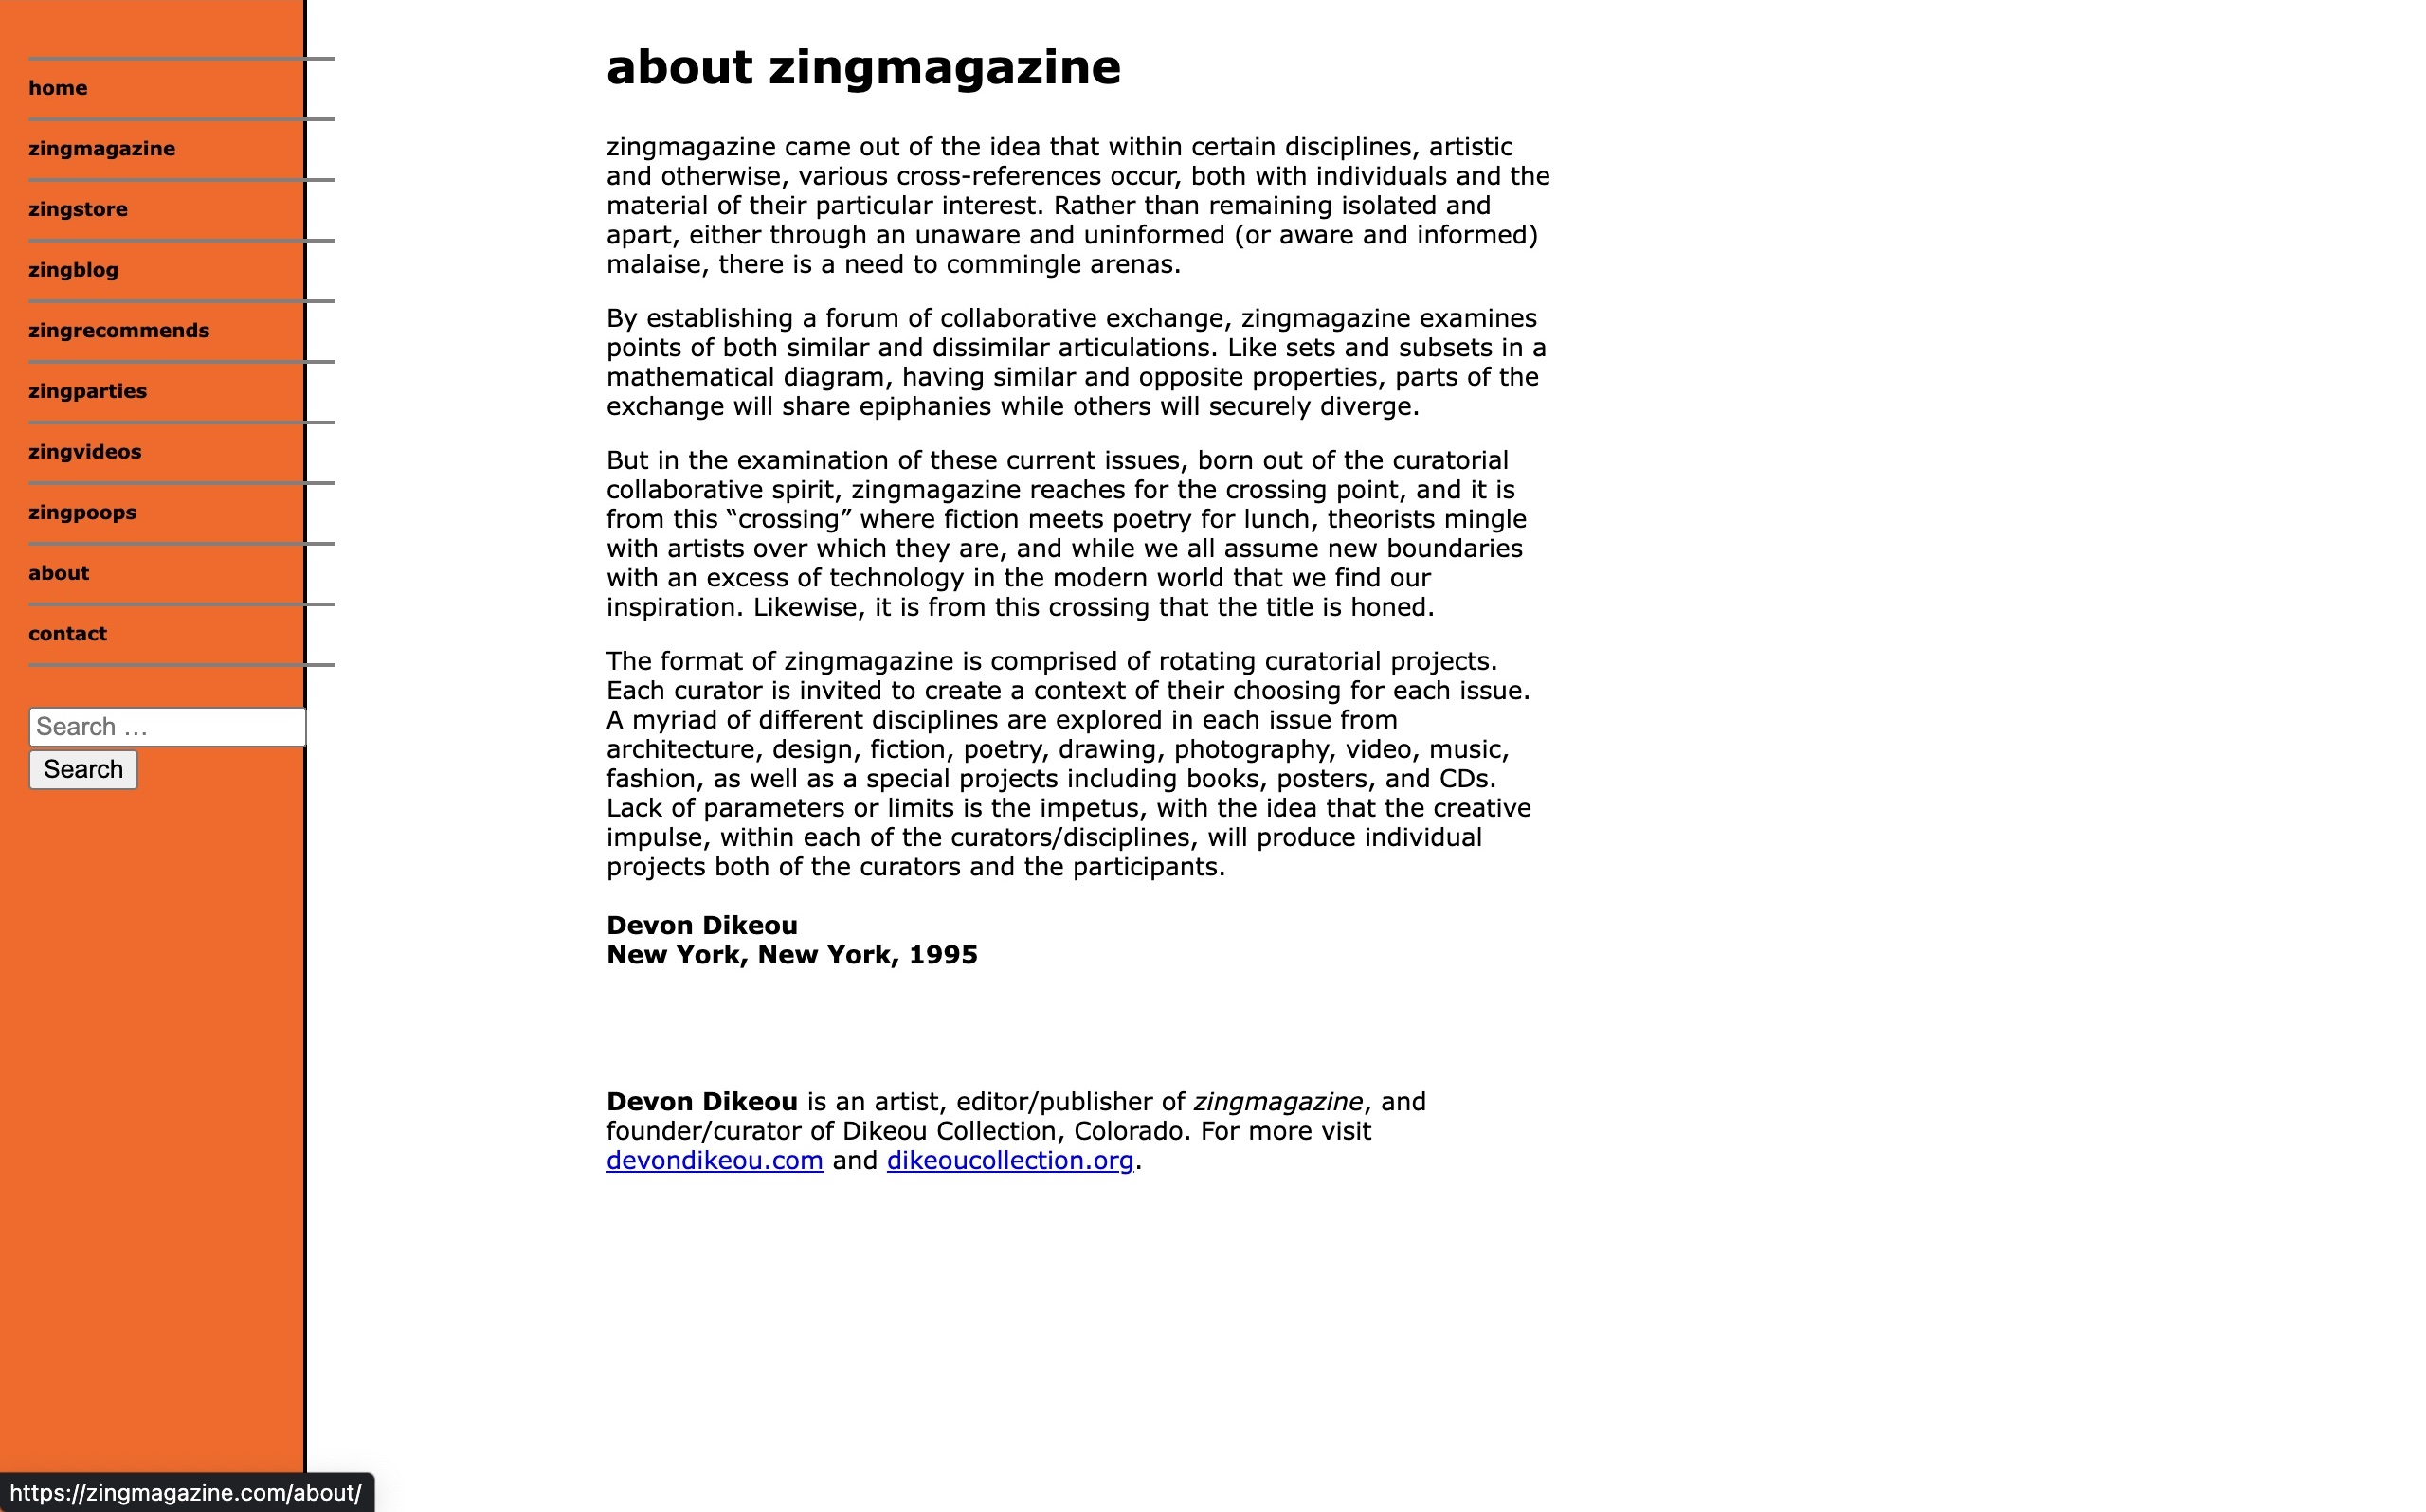 home
zingmagazine
zingstore
zingblog
zingrecommends
zingparties
zingvideos
zingpoops
about
contact
Search …
Search
about zingmagazine
zingmagazine came out of the idea that within certain disciplines, artistic
and otherwise, various cross-references occur, both with individuals and the
material of their particular interest. Rather than remaining isolated and
apart, either through an unaware and uninformed (or aware and informed)
malaise, there is a need to commingle arenas.
By establishing a forum of collaborative exchange, zingmagazine examines
points of both similar and dissimilar articulations. Like sets and subsets in a
mathematical diagram, having similar and opposite properties, parts of the
exchange will share epiphanies while others will securely diverge.
But in the examination of these current issues, born out of the curatorial
collaborative spirit, zingmagazine reaches for the crossing point, and it is
from this “crossing” where fiction meets poetry for lunch, theorists mingle
with artists over which they are, and while we all assume new boundaries
with an excess of technology in the modern world that we find our
inspiration. Likewise, it is from this crossing that the title is honed.
The format of zingmagazine is comprised of rotating curatorial projects.
Each curator is invited to create a context of their choosing for each issue.
A myriad of different disciplines are explored in each issue from
architecture, design, fiction, poetry, drawing, photography, video, music,
fashion, as well as a special projects including books, posters, and CDs.
Lack of parameters or limits is the impetus, with the idea that the creative
impulse, within each of the curators/disciplines, will produce individual
projects both of the curators and the participants.
Devon Dikeou
New York, New York, 1995
Devon Dikeou is an artist, editor/publisher of zingmagazine, and
founder/curator of Dikeou Collection, Colorado. For more visit
devondikeou.com and dikeoucollection.org.
https://zingmagazine.com/about/